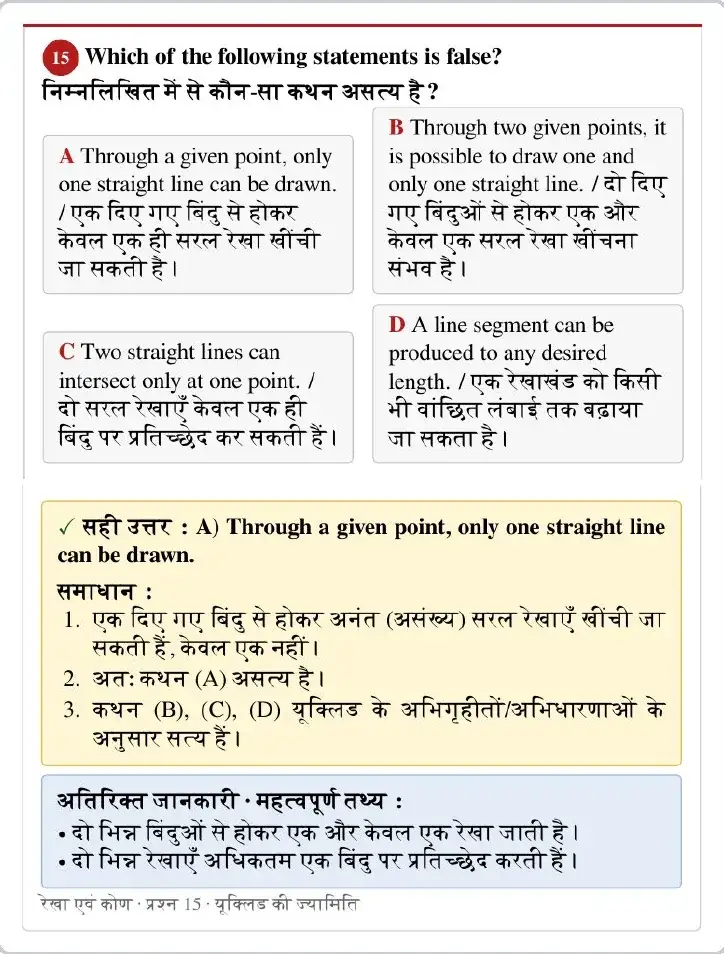 15 Which of the following statements is false?
निम्नलिखित में से कौन-सा कथन असत्य है ?
A Through a given point, only
one straight line can be drawn.
/ एक दिए गए बिंदु से होकर
केवल एक ही सरल रेखा खींची
जा सकती है।
B Through two given points, it
is possible to draw one and
only one straight line. / दो दिए
गए बिंदुओं से होकर एक और
केवल एक सरल रेखा खींचना
संभव है।
C Two straight lines can
intersect only at one point. /
दो सरल रेखाएँ केवल एक ही
बिंदु पर प्रतिच्छेद कर सकती हैं।
D A line segment can be
produced to any desired
length. / एक रेखाखंड को किसी
भी वांछित लंबाई तक बढ़ाया
जा सकता है।
✓ सही उत्तर : A) Through a given point, only one straight line
can be drawn.
समाधान :
1. एक दिए गए बिंदु से होकर अनंत (असंख्य) सरल रेखाएँ खींची जा
सकती हैं, केवल एक नहीं।
2. अतः कथन (A) असत्य है।
3. कथन (B), (C), (D) यूक्लिड के अभिगृहीतों/अभिधारणाओं के
अनुसार सत्य हैं।
अतिरिक्त जानकारी · महत्वपूर्ण तथ्य :
• दो भिन्न बिंदुओं से होकर एक और केवल एक रेखा जाती है।
• दो भिन्न रेखाएँ अधिकतम एक बिंदु पर प्रतिच्छेद करती हैं।
रेखा एवं कोण · प्रश्न 15 · यूक्लिड की ज्यामिति